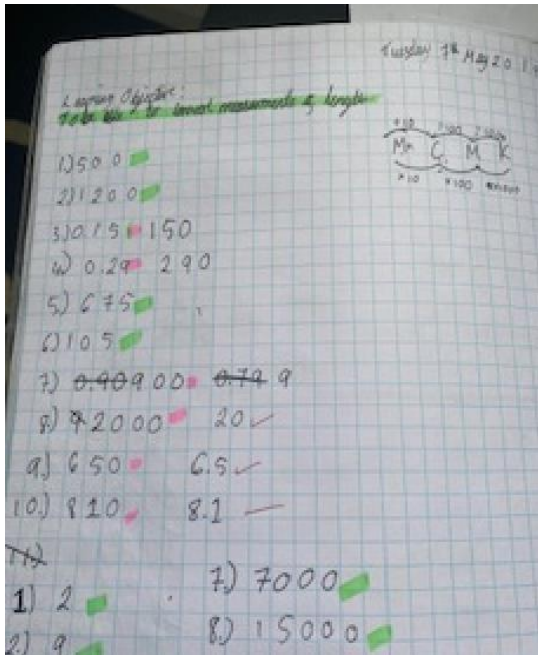 Tuesday 7th May 201
Learning Objective:
To be able to convert measurements of length
÷10 ÷100 ÷1000
Mm C M K
×10 ×100 ×1000
1) 500
2) 1200
3) 0.15 150
4) 0.29 290
5) 675
6) 105
7) 0.90 900 0.79 9
8) 2000 20
9.) 650 6.5
10.) 810 8.1
1) 2
2.) 9
7.) 7000
8.) 15000